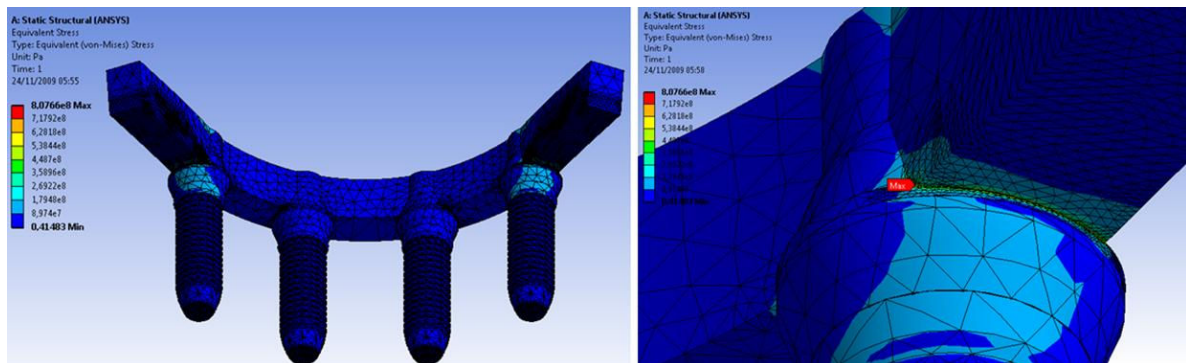 A: Static Structural (ANSYS)
Equivalent Stress
Type: Equivalent (von-Mises) Stress
Unit: Pa
Time: 1
24/11/2009 05:55
8,0766e8 Max
7,1792e8
6,2818e8
5,3844e8
4,487e8
3,5896e8
2,6922e8
1,7948e8
8,974e7
0,41483 Min
A: Static Structural (ANSYS)
Equivalent Stress
Type: Equivalent (von-Mises) Stress
Unit: Pa
Time: 1
24/11/2009 05:58
8,0766e8 Max
7,1792e8
6,2818e8
5,3844e8
Max